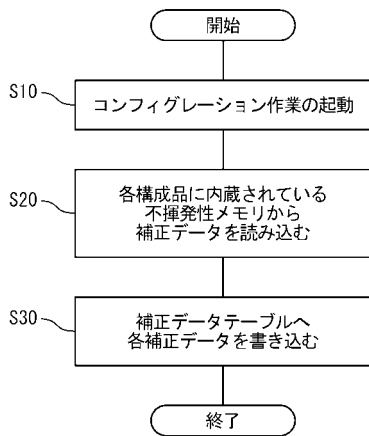 開始
S10
コンフィグレーション作業の起動
S20
各構成品に内蔵されている
不揮発性メモリから
補正データを読み込む
S30
補正データテーブルへ
各補正データを書き込む
終了